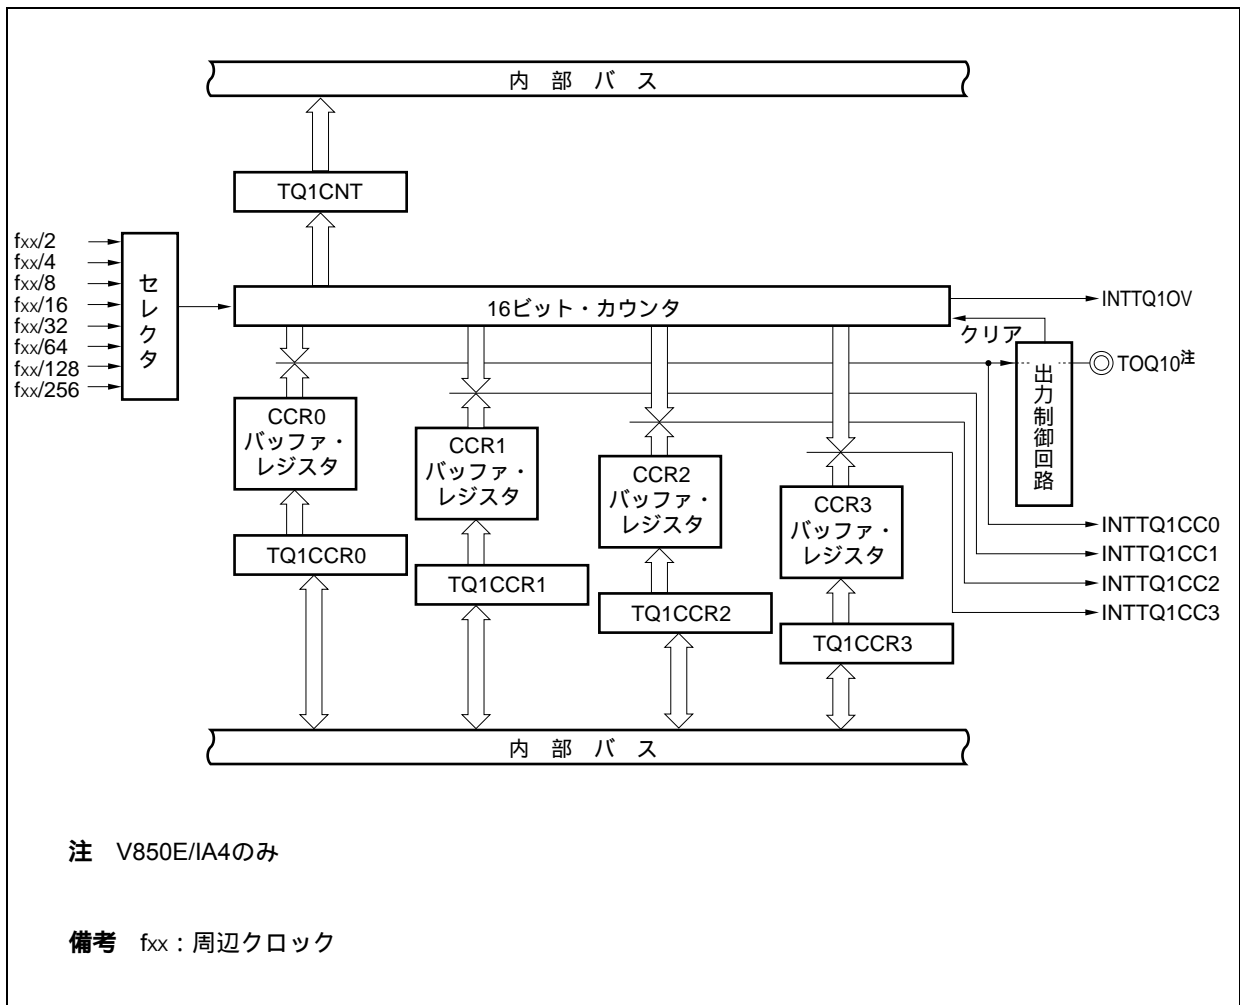 内 部 バ ス
TQ1CNT
fxx/2
fxx/4
fxx/8
fxx/16
fxx/32
fxx/64
fxx/128
fxx/256
セレクタ
16ビット・カウンタ
INTTQ1OV
クリア
出力制御回路
TOQ10注
CCR0
バッファ・
レジスタ
CCR1
バッファ・
レジスタ
CCR2
バッファ・
レジスタ
CCR3
バッファ・
レジスタ
INTTQ1CC0
INTTQ1CC1
INTTQ1CC2
INTTQ1CC3
TQ1CCR0
TQ1CCR1
TQ1CCR2
TQ1CCR3
内 部 バ ス
注 V850E/IA4のみ
備考 fxx：周辺クロック